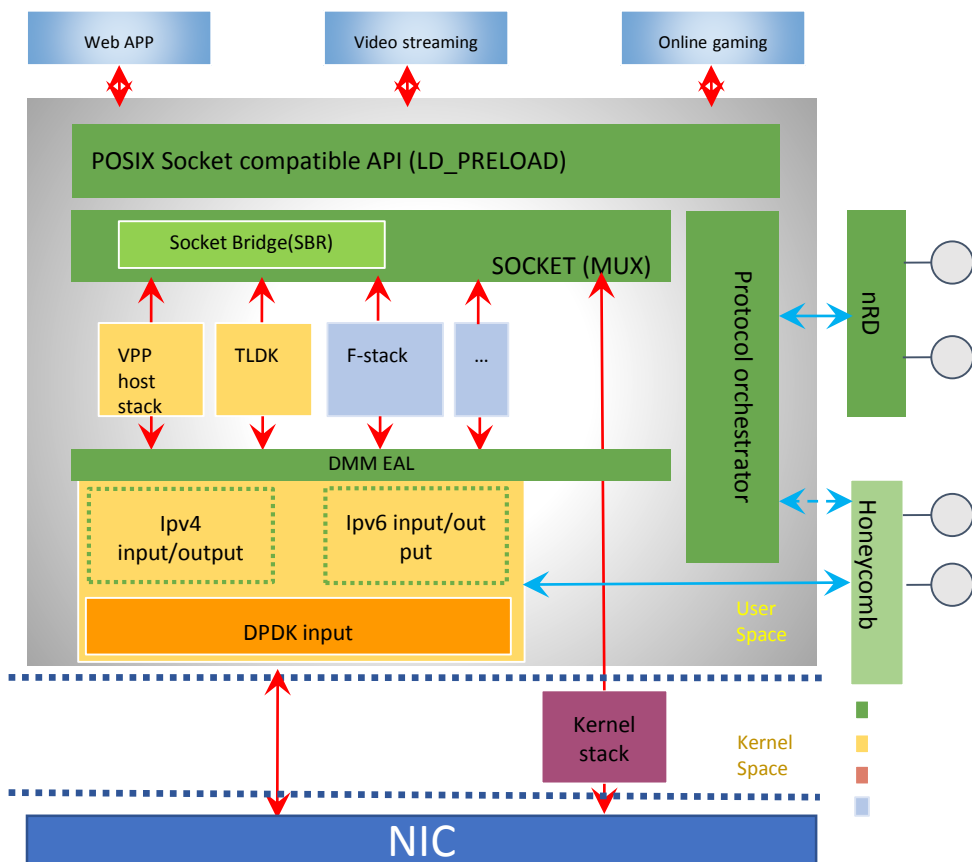 Web APP
Video streaming
Online gaming
POSIX Socket compatible API (LD_PRELOAD)
Socket Bridge(SBR)
SOCKET (MUX)
VPP
host
stack
TLDK
F-stack
...
DMM EAL
Ipv4
input/output
Ipv6 input/out
put
DPDK input
Protocol orchestrator
nRD
Honeycomb
User
Space
Kernel
stack
Kernel
Space
NIC